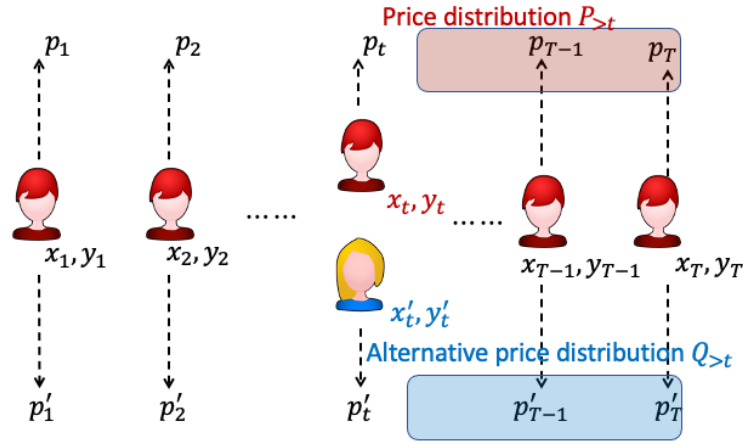 Price distribution P_{>t}
p_1 p_2 p_t p_{T−1} p_T
x_t, y_t
...... ......
x_1, y_1 x_2, y_2 x_{T−1}, y_{T−1} x_T, y_T
x'_t, y'_t
Alternative price distribution Q_{>t}
p'_1 p'_2 p'_t p'_{T−1} p'_T